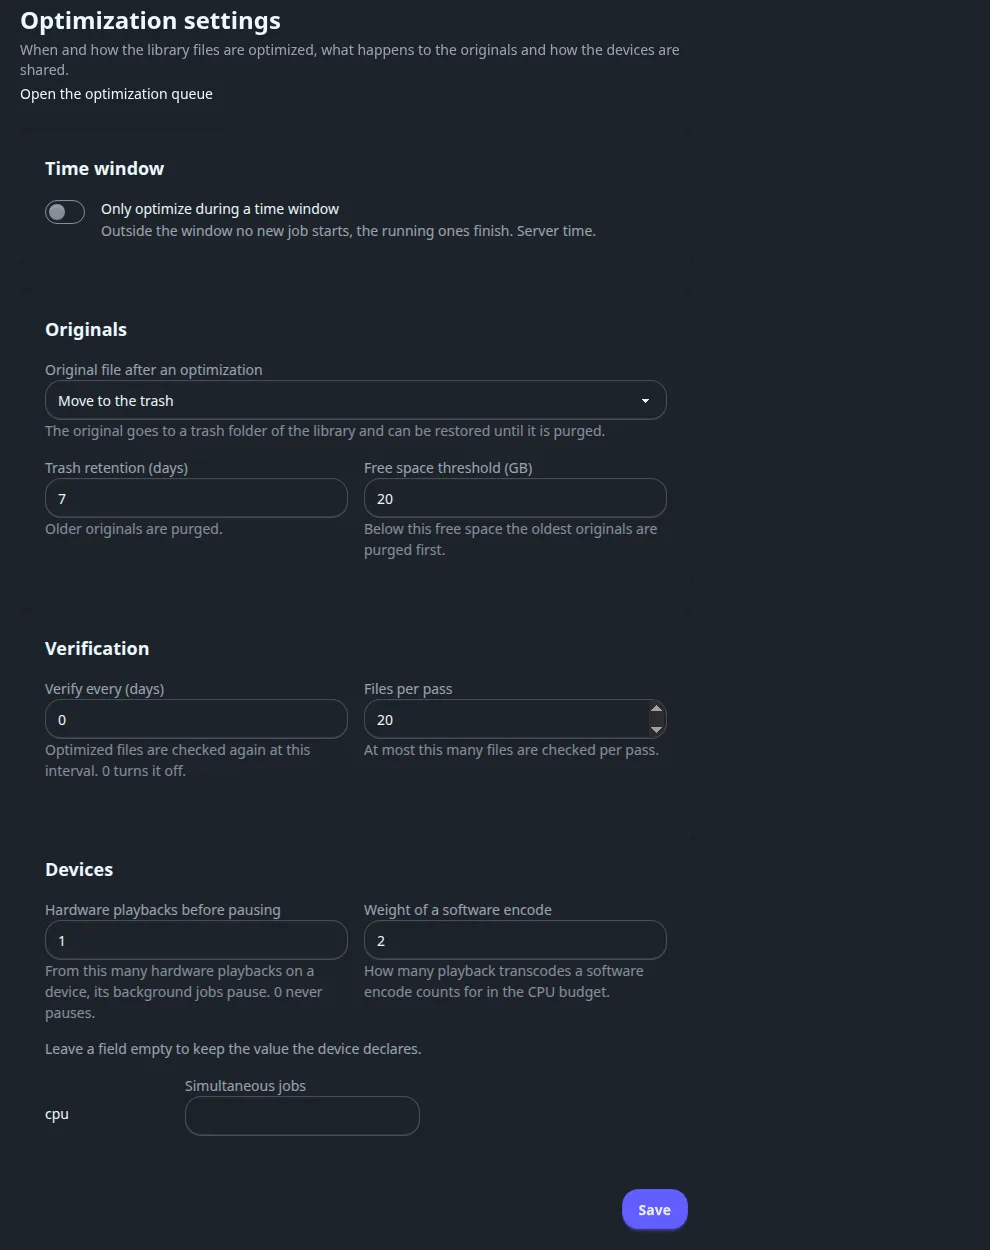 Optimization settings
When and how the library files are optimized, what happens to the originals and how the devices are
shared.
Open the optimization queue
Time window
Only optimize during a time window
Outside the window no new job starts, the running ones finish. Server time.
Originals
Original file after an optimization
Move to the trash
The original goes to a trash folder of the library and can be restored until it is purged.
Trash retention (days)
7
Older originals are purged.
Free space threshold (GB)
20
Below this free space the oldest originals are
purged first.
Verification
Verify every (days)
0
Optimized files are checked again at this
interval. 0 turns it off.
Files per pass
20
At most this many files are checked per pass.
Devices
Hardware playbacks before pausing
1
From this many hardware playbacks on a
device, its background jobs pause. 0 never
pauses.
Weight of a software encode
2
How many playback transcodes a software
encode counts for in the CPU budget.
Leave a field empty to keep the value the device declares.
Simultaneous jobs
cpu
Save